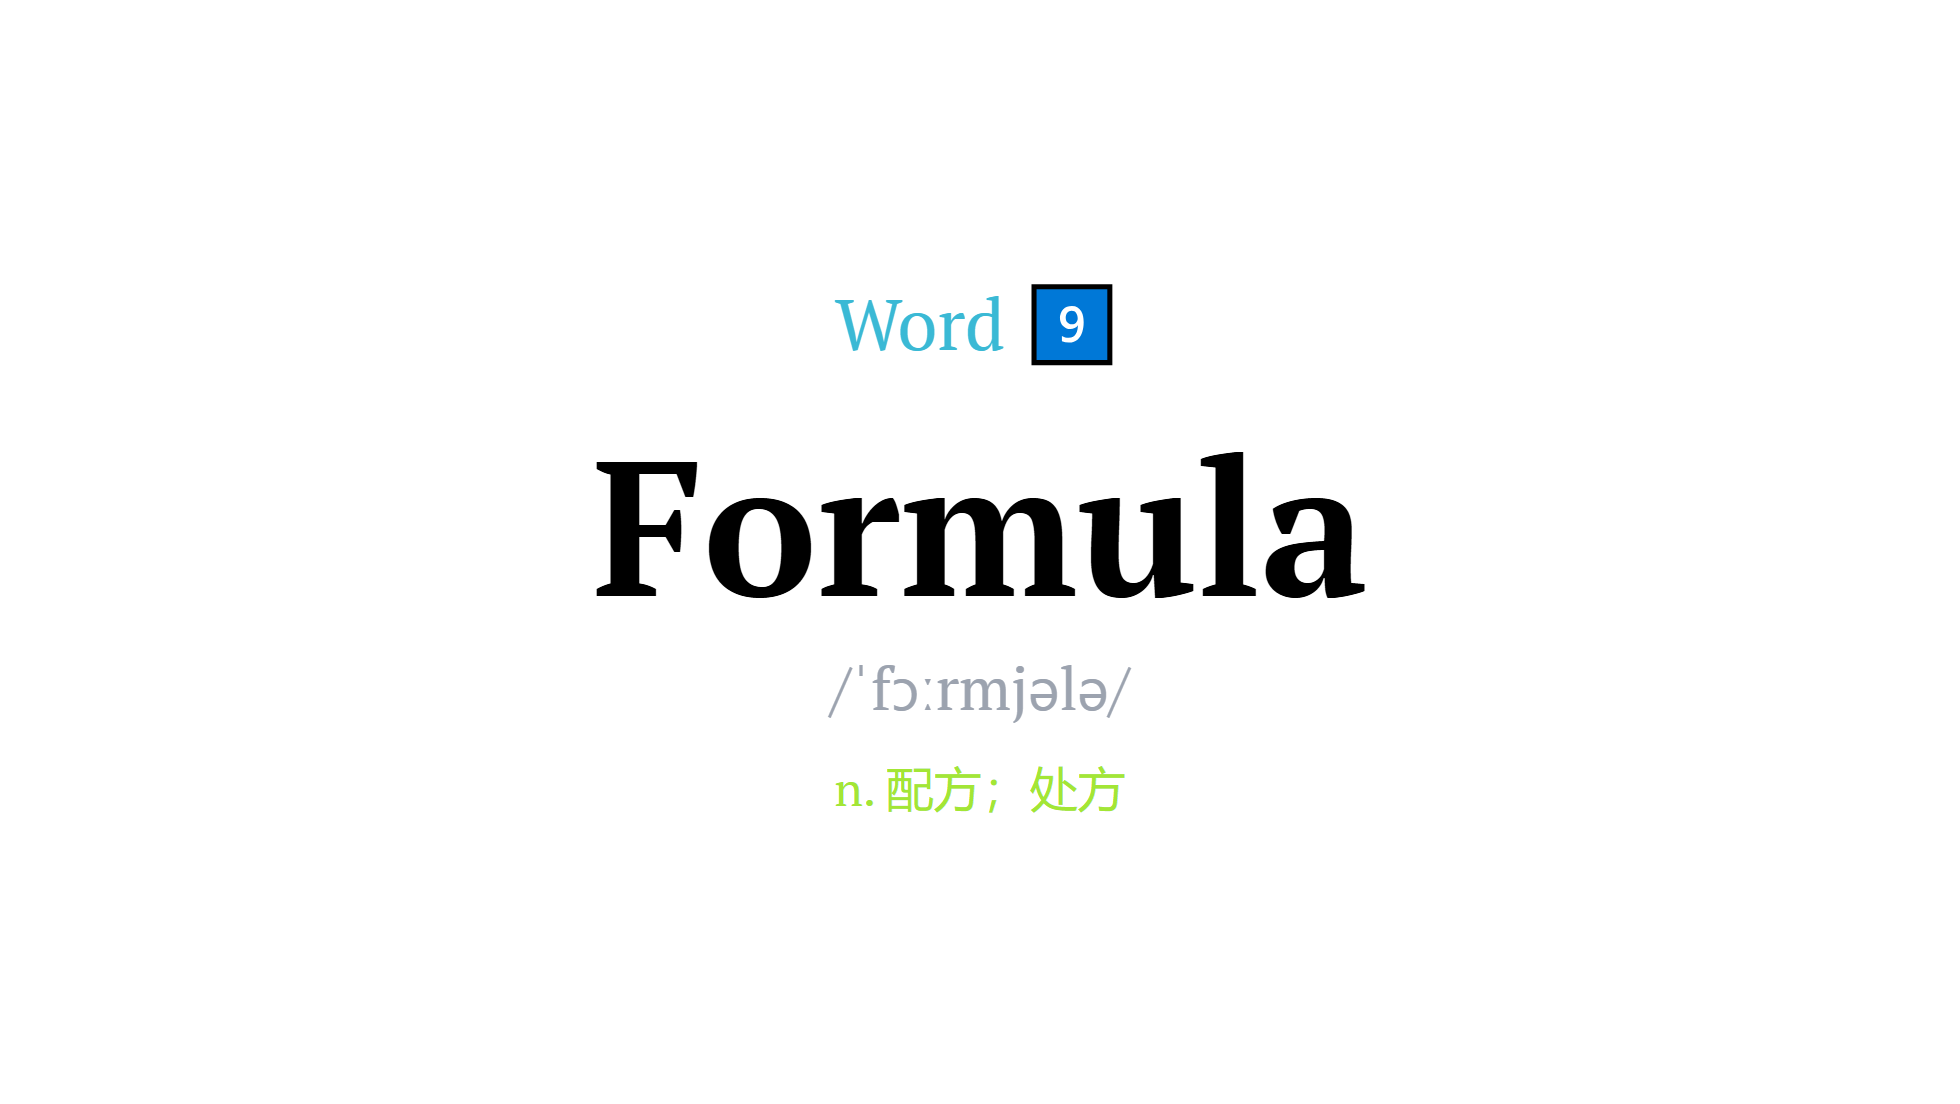 Word 9
Formula
/ˈfɔːrmjələ/
n. 配方；处方